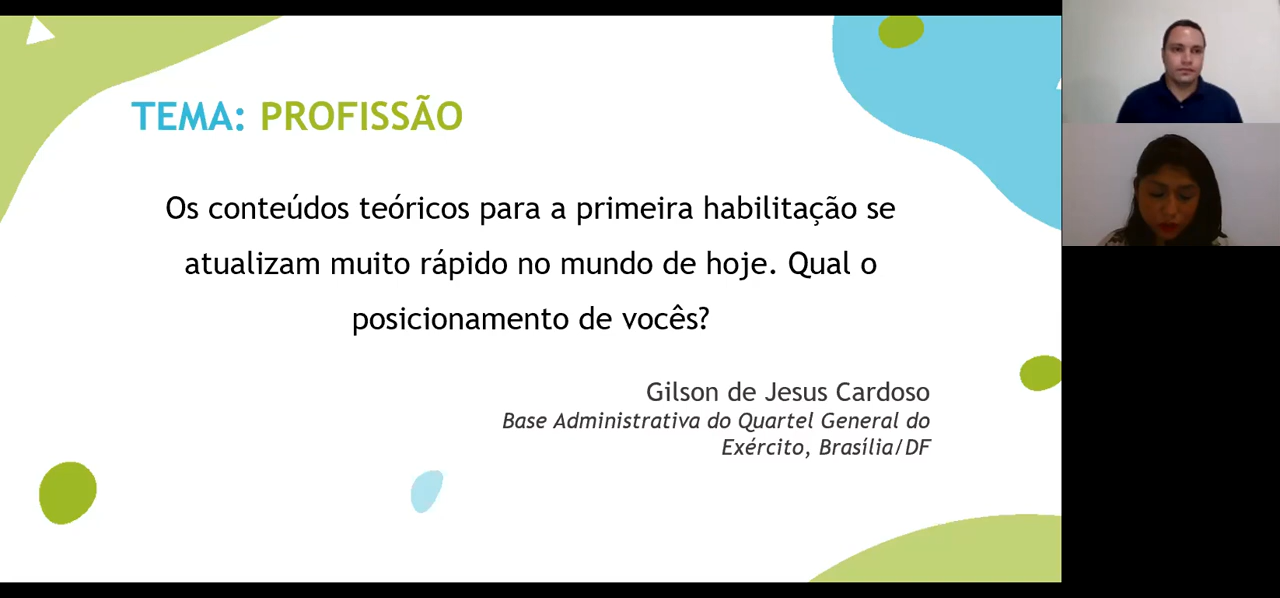 TEMA: PROFISSÃO
Os conteúdos teóricos para a primeira habilitação se
atualizam muito rápido no mundo de hoje. Qual o
posicionamento de vocês?
Gilson de Jesus Cardoso
Base Administrativa do Quartel General do
Exército, Brasília/DF